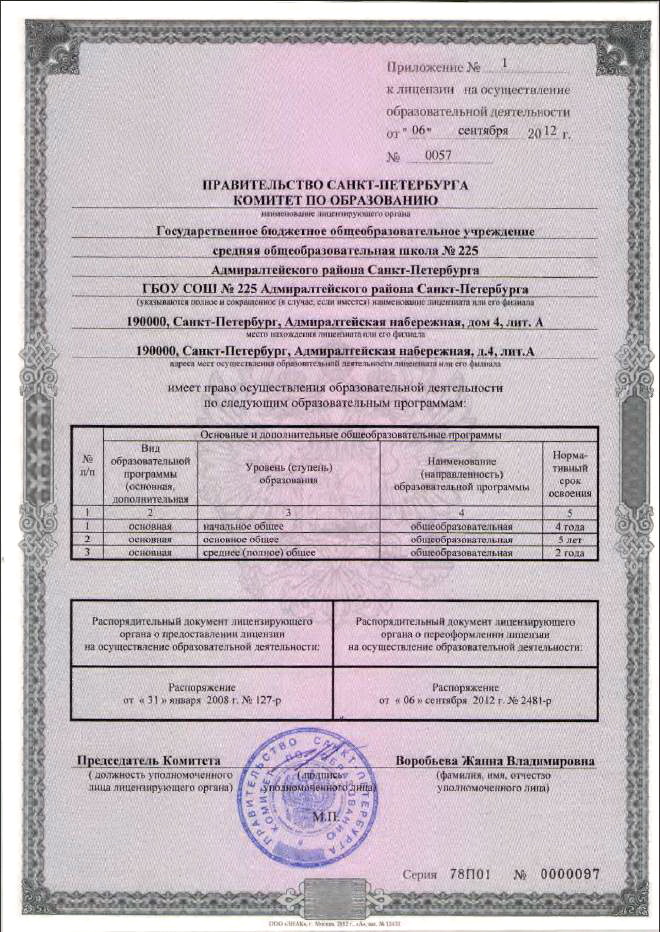 Приложение № 1
к лицензии на осуществление
образовательной деятельности
от "06" сентября 2012 г.
№ 0057
ПРАВИТЕЛЬСТВО САНКТ-ПЕТЕРБУРГА
КОМИТЕТ ПО ОБРАЗОВАНИЮ
наименование лицензирующего органа
Государственное бюджетное общеобразовательное учреждение
средняя общеобразовательная школа № 225
Адмиралтейского района Санкт-Петербурга
ГБОУ СОШ № 225 Адмиралтейского района Санкт-Петербурга
(указываются полное и сокращенное (в случае, если имеется) наименование лицензиата или его филиала
190000, Санкт-Петербург, Адмиралтейская набережная, дом 4, лит. А
место нахождения лицензиата или его филиала
190000, Санкт-Петербург, Адмиралтейская набережная, д.4, лит.А
адреса мест осуществления образовательной деятельности лицензиата или его филиала
имеет право осуществления образовательной деятельности
по следующим образовательным программам:
Основные и дополнительные общеобразовательные программы
№ п/п
Вид
образовательной
программы
(основная,
дополнительная
Уровень (ступень)
образования
Наименование
(направленность)
образовательной программы
Норма-
тивный
срок
освоения
1 2 3 4 5
1 основная начальное общее общеобразовательная 4 года
2 основная основное общее общеобразовательная 5 лет
3 основная среднее (полное) общее общеобразовательная 2 года
Распорядительный документ лицензирующего
органа о предоставлении лицензии
на осуществление образовательной деятельности:
Распорядительный документ лицензирующего
органа о переоформлении лицензии
на осуществление образовательной деятельности:
Распоряжение
от « 31 » января 2008 г. № 127-р
Распоряжение
от « 06 » сентября 2012 г. № 2481-р
Председатель Комитета
( должность уполномоченного
лица лицензирующего органа)
(подпись
уполномоченного лица)
Воробьева Жанна Владимировна
(фамилия, имя, отчество
уполномоченного лица)
М.П.
ПРАВИТЕЛЬСТВО САНКТ-ПЕТЕРБУРГА
КОМИТЕТ ПО ОБРАЗОВАНИЮ
Серия 78П01 № 0000097